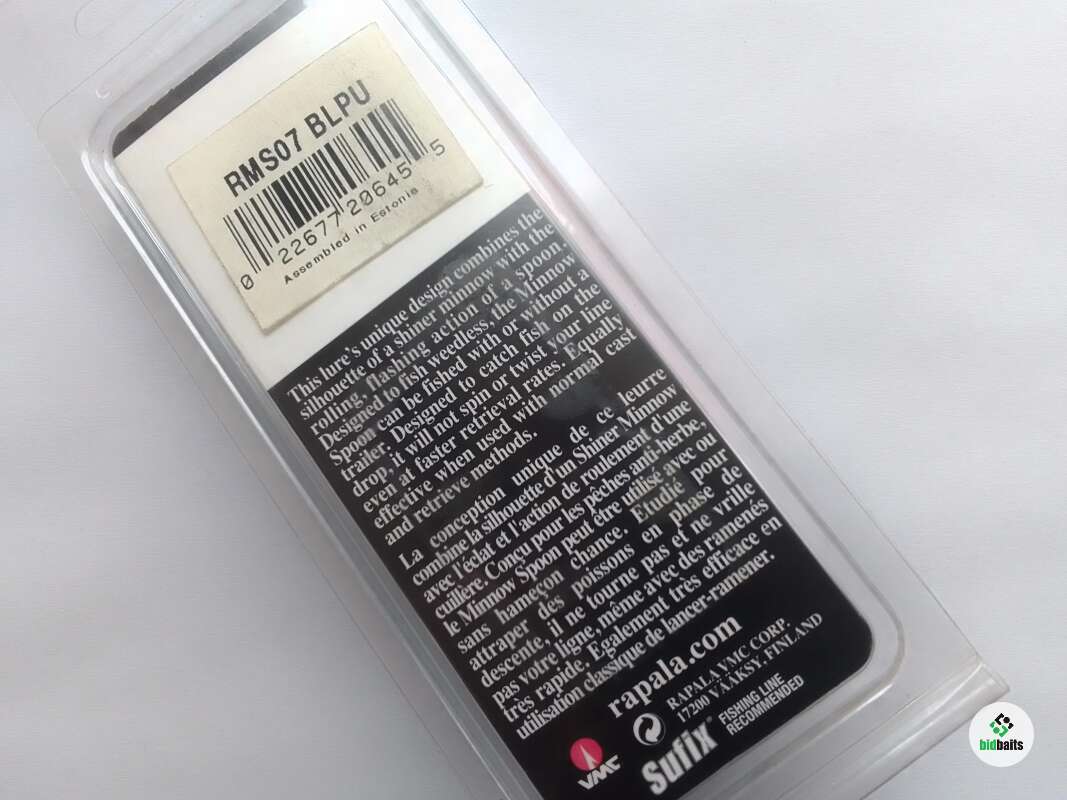 RMS07 BLPU
0 22677 20645 5
Assembled in Estonia
This lure's unique design combines the
silhouette of a shiner minnow with the
rolling, flashing action of a spoon.
Designed to fish weedless, the Minnow
Spoon can be fished with or without a
trailer. Designed to catch fish on the
drop, it will not spin or twist your line
even at faster retrieval rates. Equally
effective when used with normal cast
and retrieve methods.
La conception unique de ce leurre
combine la silhouette d'un Shiner Minnow
avec l'éclat et l'action de roulement d'une
cuillère. Conçu pour les pêches anti-herbe,
le Minnow Spoon peut être utilisé avec ou
sans hameçon chance. Etudié pour
attraper des poissons en phase de
descente, il ne tourne pas et ne vrille
pas votre ligne, même avec des ramenés
très rapide. Egalement très efficace en
utilisation classique de lancer-ramener.
rapala.com
RAPALA VMC CORP.
17200 VÄÄKSY, FINLAND
VMC
Sufix® FISHING LINE
RECOMMENDED
bidbaits